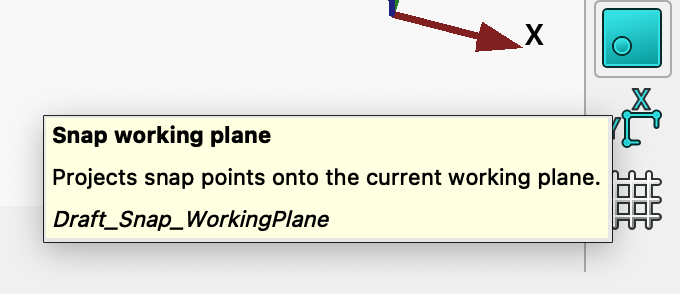 X
X
Y
Snap working plane
Projects snap points onto the current working plane.
Draft_Snap_WorkingPlane